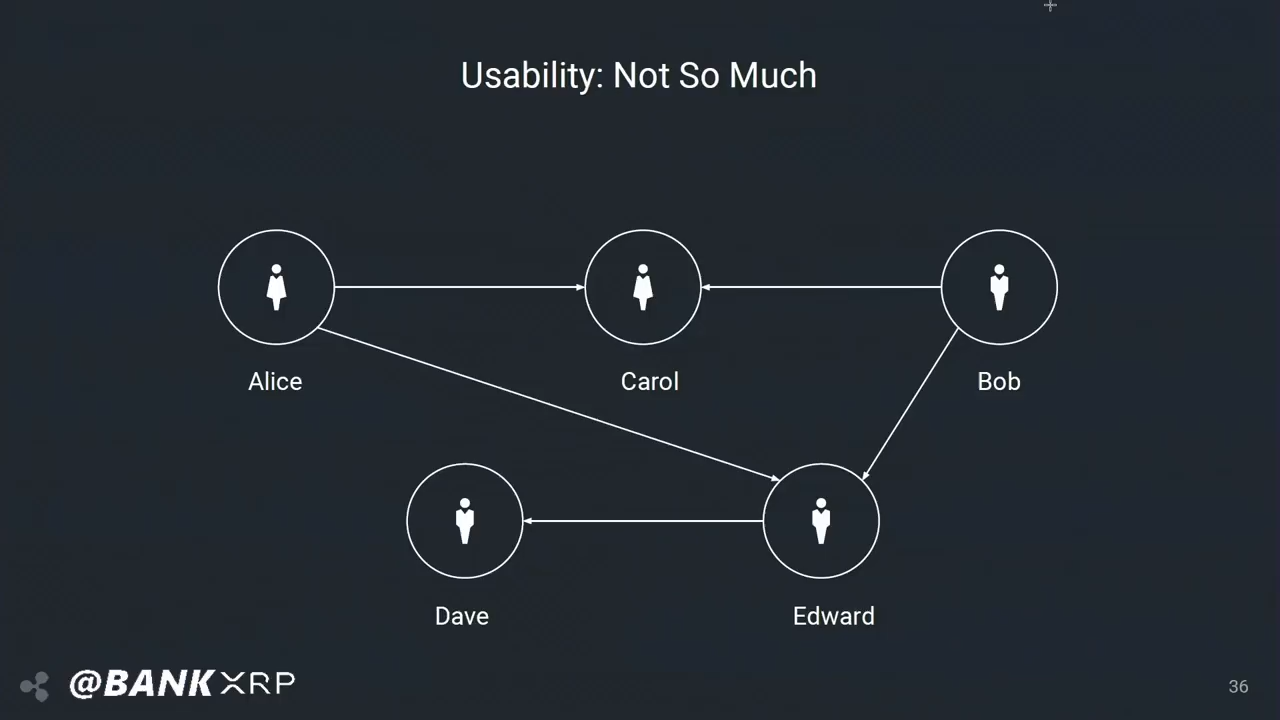 Usability: Not So Much
Alice
Carol
Bob
Dave
Edward
@BANKXRP
36